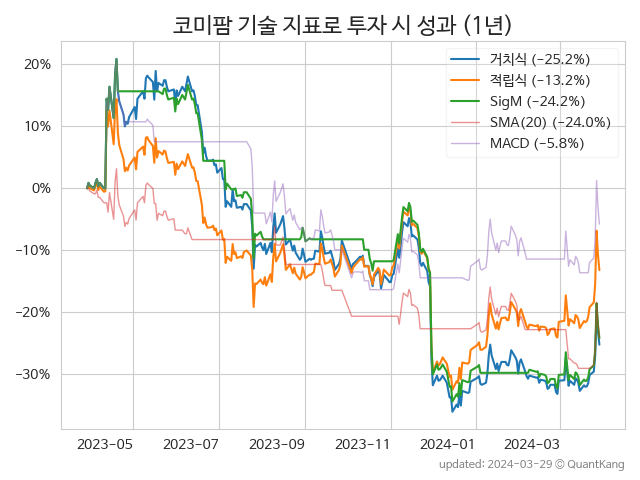 코미팜 기술 지표로 투자 시 성과 (1년)
거치식 (−25.2%)
적립식 (−13.2%)
SigM (−24.2%)
SMA(20) (−24.0%)
MACD (−5.8%)
20%
10%
0%
−10%
−20%
−30%
2023-05 2023-07 2023-09 2023-11 2024-01 2024-03
updated: 2024-03-29 © QuantKang